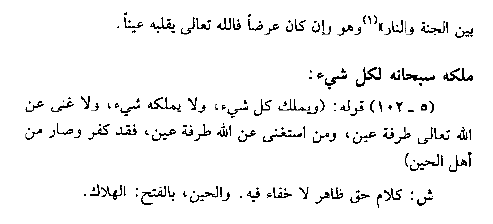 بين الجنة والنار»(١) وهو وإن كان عرضاً فالله تعالى يقلبه عيناً.
ملكه سبحانه لكل شيء:
(٥ - ١٠٢) قوله: (ويملك كل شيء، ولا يملكه شيء، ولا غنى عن
الله تعالى طرفة عين، ومن استغنى عن الله طرفة عين، فقد كفر وصار من
أهل الحين)
ش: كلام حق ظاهر لا خفاء فيه. والحين، بالفتح: الهلاك.